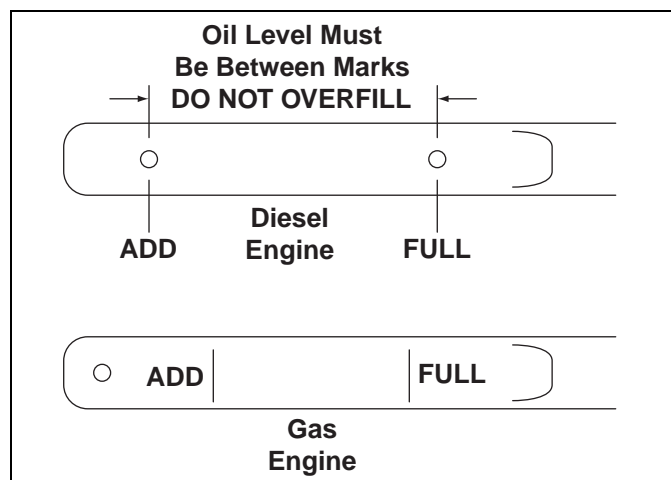 Oil Level Must
Be Between Marks
DO NOT OVERFILL
Diesel
Engine
ADD
FULL
ADD
FULL
Gas
Engine